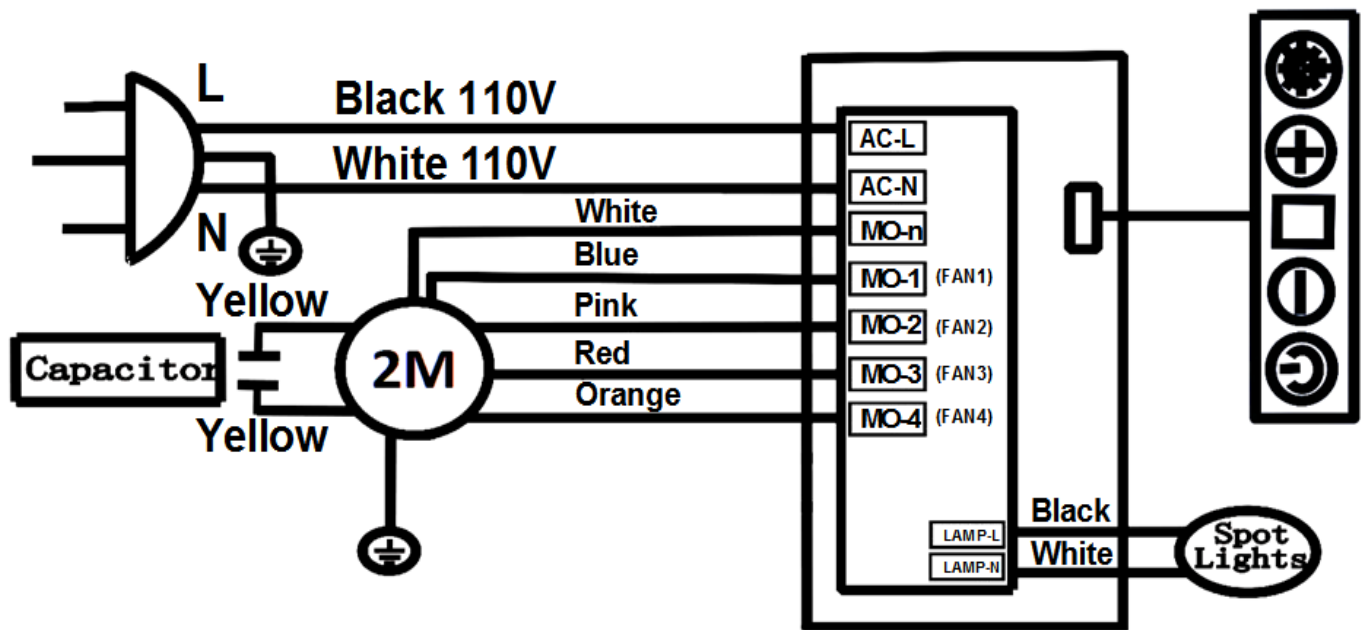 L
Black 110V
AC-L
White 110V
AC-N
N
White
MO-n
Blue
MO-1 (FAN1)
Yellow
Pink
MO-2 (FAN2)
Capacitor
2M
Red
MO-3 (FAN3)
Orange
MO-4 (FAN4)
Yellow
Black
LAMP-L
White
LAMP-N
Spot
Lights